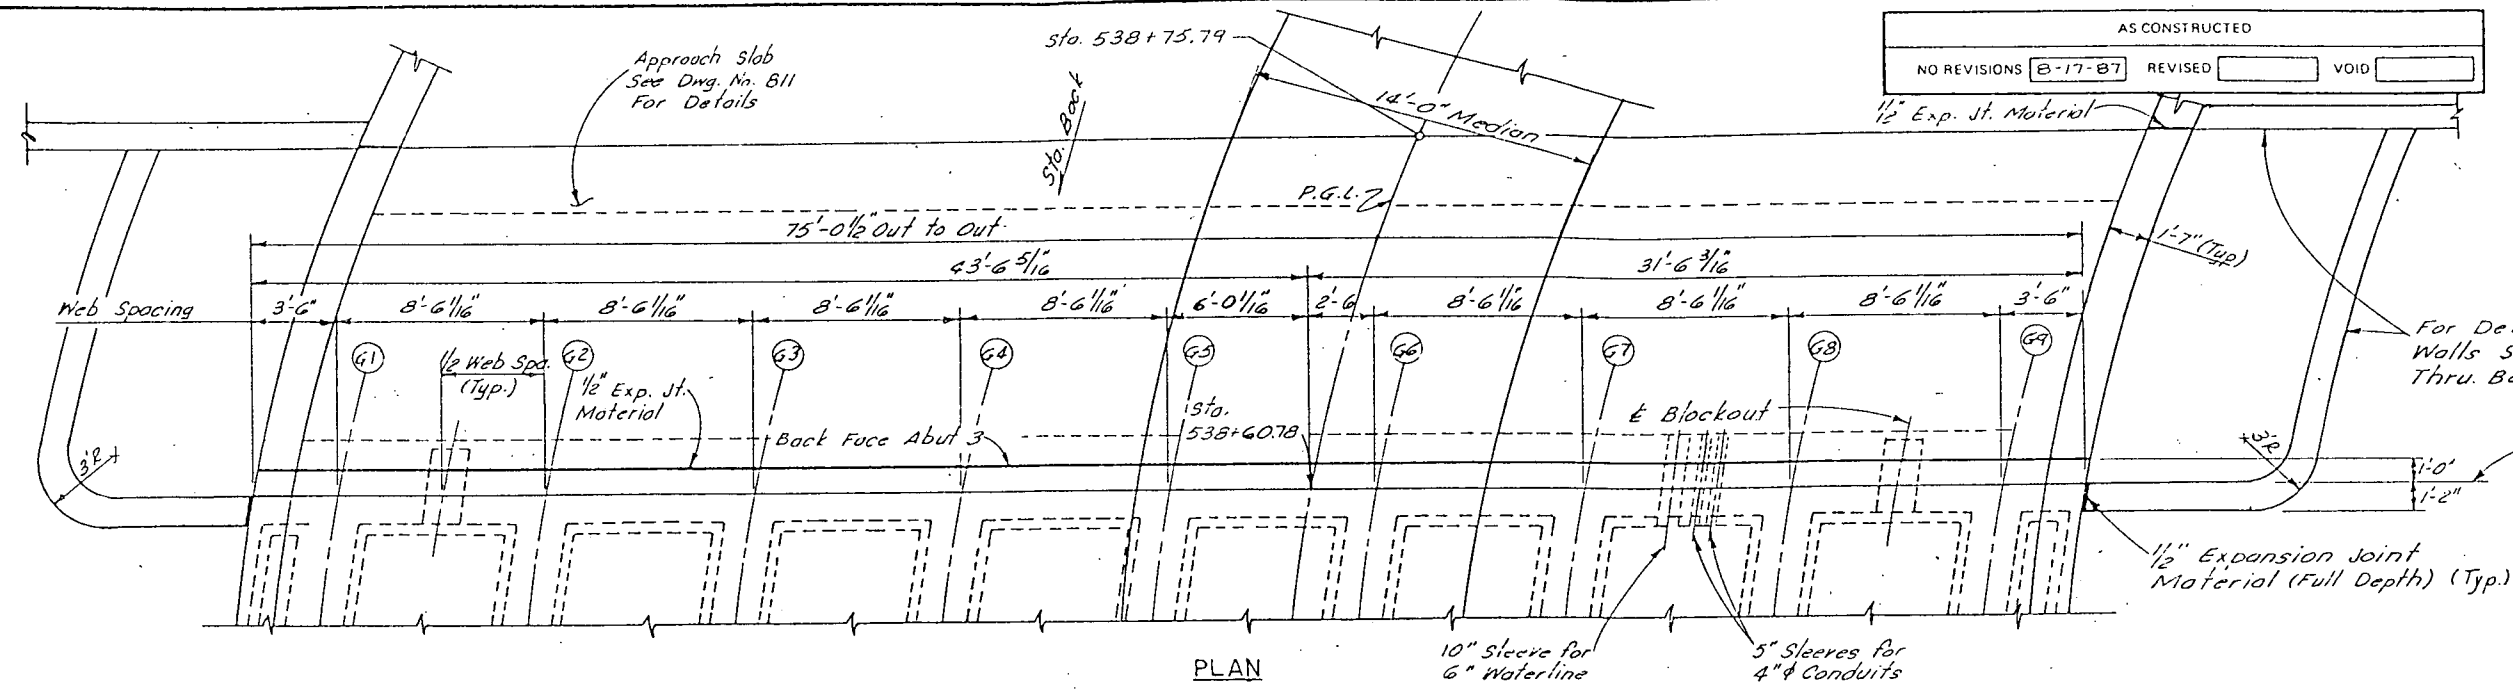 AS CONSTRUCTED
NO REVISIONS 8-17-87 REVISED VOID
Sta. 538+75.79
Approach Slab
See Dwg. No. B11
For Details
Sta. Back
14'-0" Median
1/2" Exp. Jt. Material
P.G.L.
75'-0 1/2" Out to Out
1'-7" (Typ)
43'-6 5/16"
31'-6 3/16"
Web Spacing
3'-6"
8'-6 1/16"
8'-6 1/16"
8'-6 1/16"
8'-6 1/16"
6'-0 1/16"
2'-6
8'-6 1/16"
8'-6 1/16"
8'-6 1/16"
3'-6"
G1
G2
G3
G4
G5
G6
G7
G8
G9
1/2 Web Spa.
(Typ.)
1/2" Exp. Jt.
Material
For De
Walls S
Thru. B
Sta.
538+60.78
℄ Blockout
Back Face Abut 3
3'R
3'R
1'-0"
1'-2"
1/2" Expansion Joint
Material (Full Depth) (Typ.)
10" Sleeve for
6" Waterline
5" Sleeves for
4"ϕ Conduits
PLAN